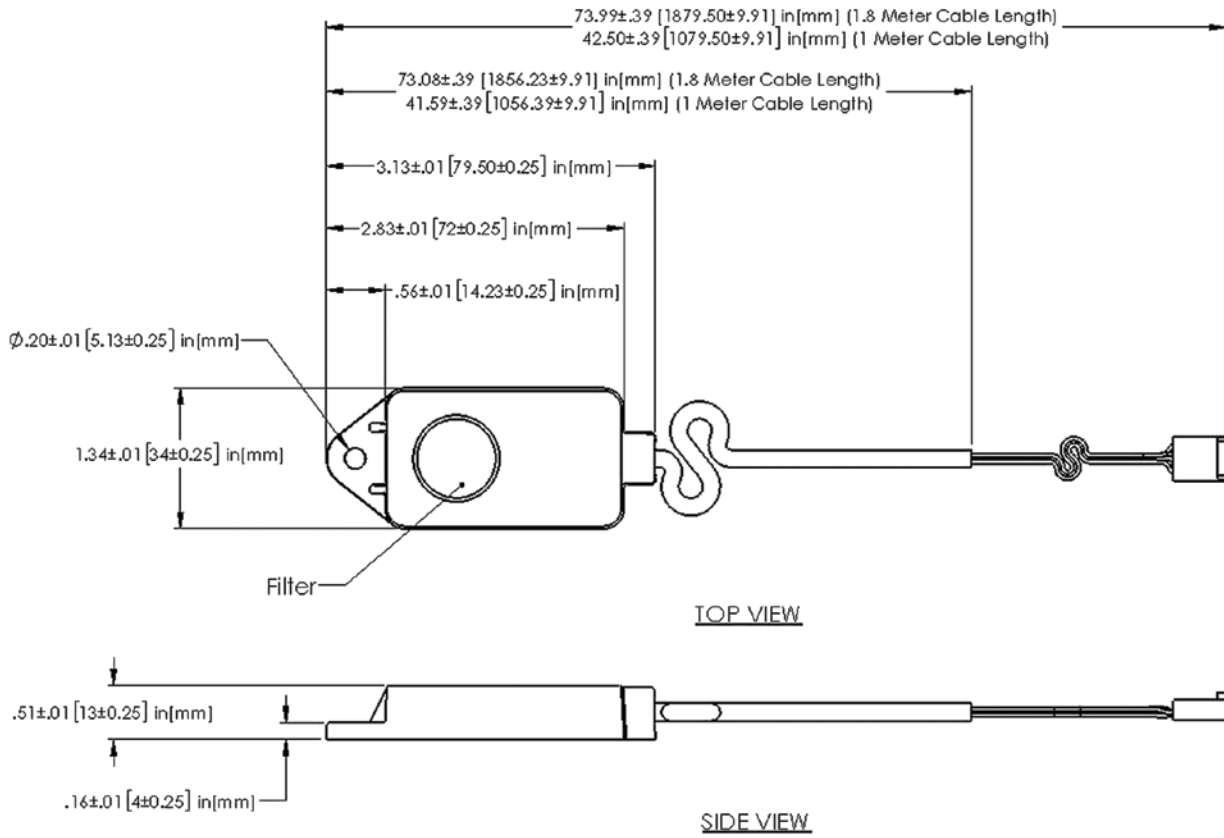 73.99±.39 [1879.50±9.91] in[mm] (1.8 Meter Cable Length)
42.50±.39[1079.50±9.91] in[mm] (1 Meter Cable Length)
73.08±.39 [1856.23±9.91] in[mm] (1.8 Meter Cable Length)
41.59±.39[1056.39±9.91] in[mm] (1 Meter Cable Length)
3.13±.01[79.50±0.25] in[mm]
2.83±.01[72±0.25] in[mm]
.56±.01[14.23±0.25] in[mm]
Ø.20±.01[5.13±0.25] in[mm]
1.34±.01[34±0.25] in[mm]
Filter
TOP VIEW
.51±.01[13±0.25] in[mm]
.16±.01[4±0.25] in[mm]
SIDE VIEW